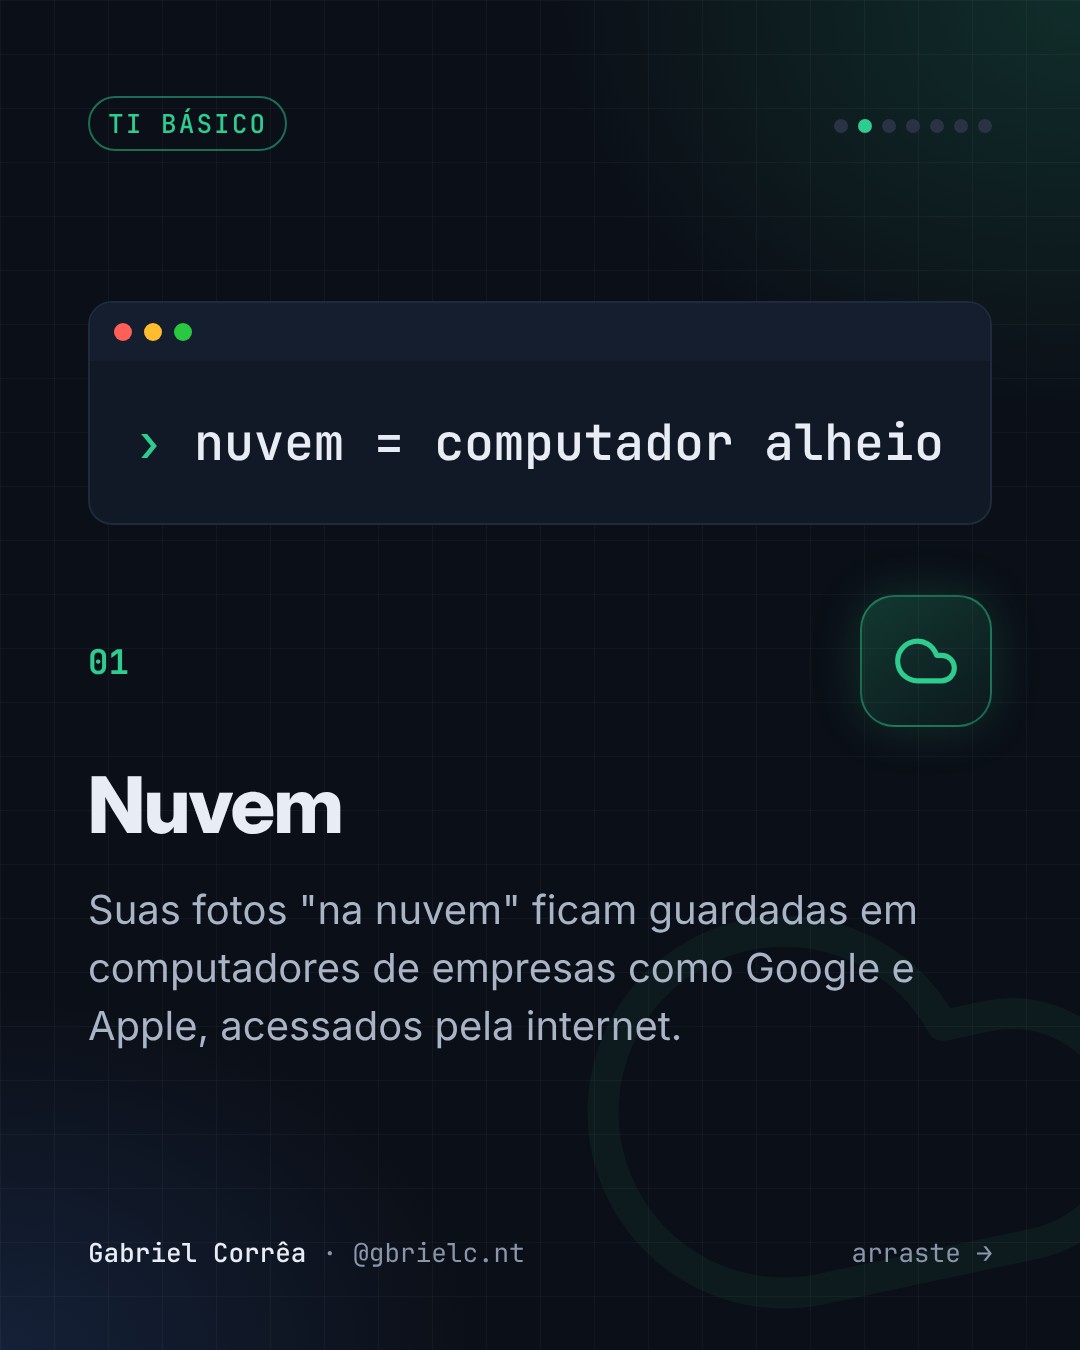 TI BÁSICO
› nuvem = computador alheio
01
Nuvem
Suas fotos "na nuvem" ficam guardadas em
computadores de empresas como Google e
Apple, acessados pela internet.
Gabriel Corrêa · @gbrielc.nt
arraste →